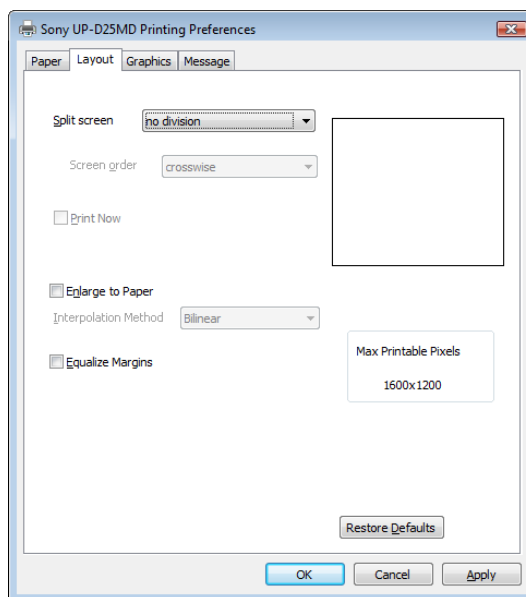 Sony UP-D25MD Printing Preferences
Paper Layout Graphics Message
Split screen no division
Screen order crosswise
Print Now
Enlarge to Paper
Interpolation Method Bilinear
Equalize Margins
Max Printable Pixels
1600x1200
Restore Defaults
OK Cancel Apply